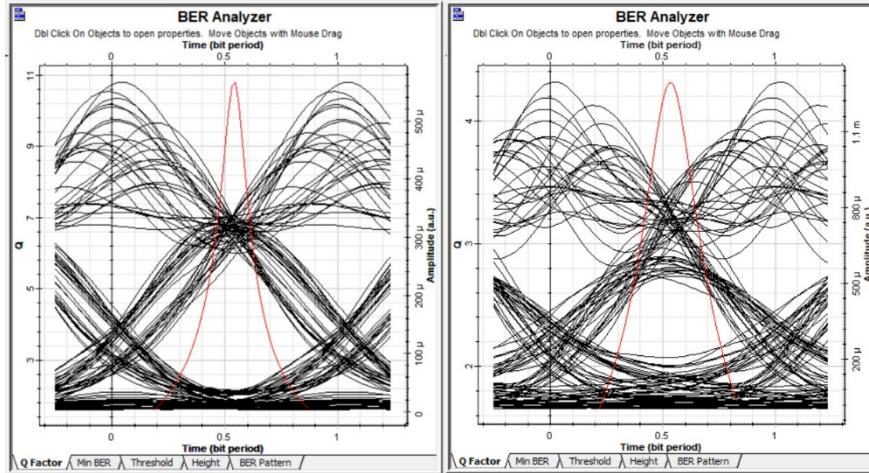 BER Analyzer
Dbl Click On Objects to open properties. Move Objects with Mouse Drag
Time (bit period)
0 0.5 1
11
9
7
5
3
Q
500 µ
400 µ
300 µ
200 µ
100 µ
0
Amplitude (a.u.)
0 0.5 1
Time (bit period)
Q Factor Min BER Threshold Height BER Pattern
BER Analyzer
Dbl Click On Objects to open properties. Move Objects with Mouse Drag
Time (bit period)
0 0.5 1
4
3
2
Q
1.1 m
800 µ
500 µ
200 µ
Amplitude (a.u.)
0 0.5 1
Time (bit period)
Q Factor Min BER Threshold Height BER Pattern